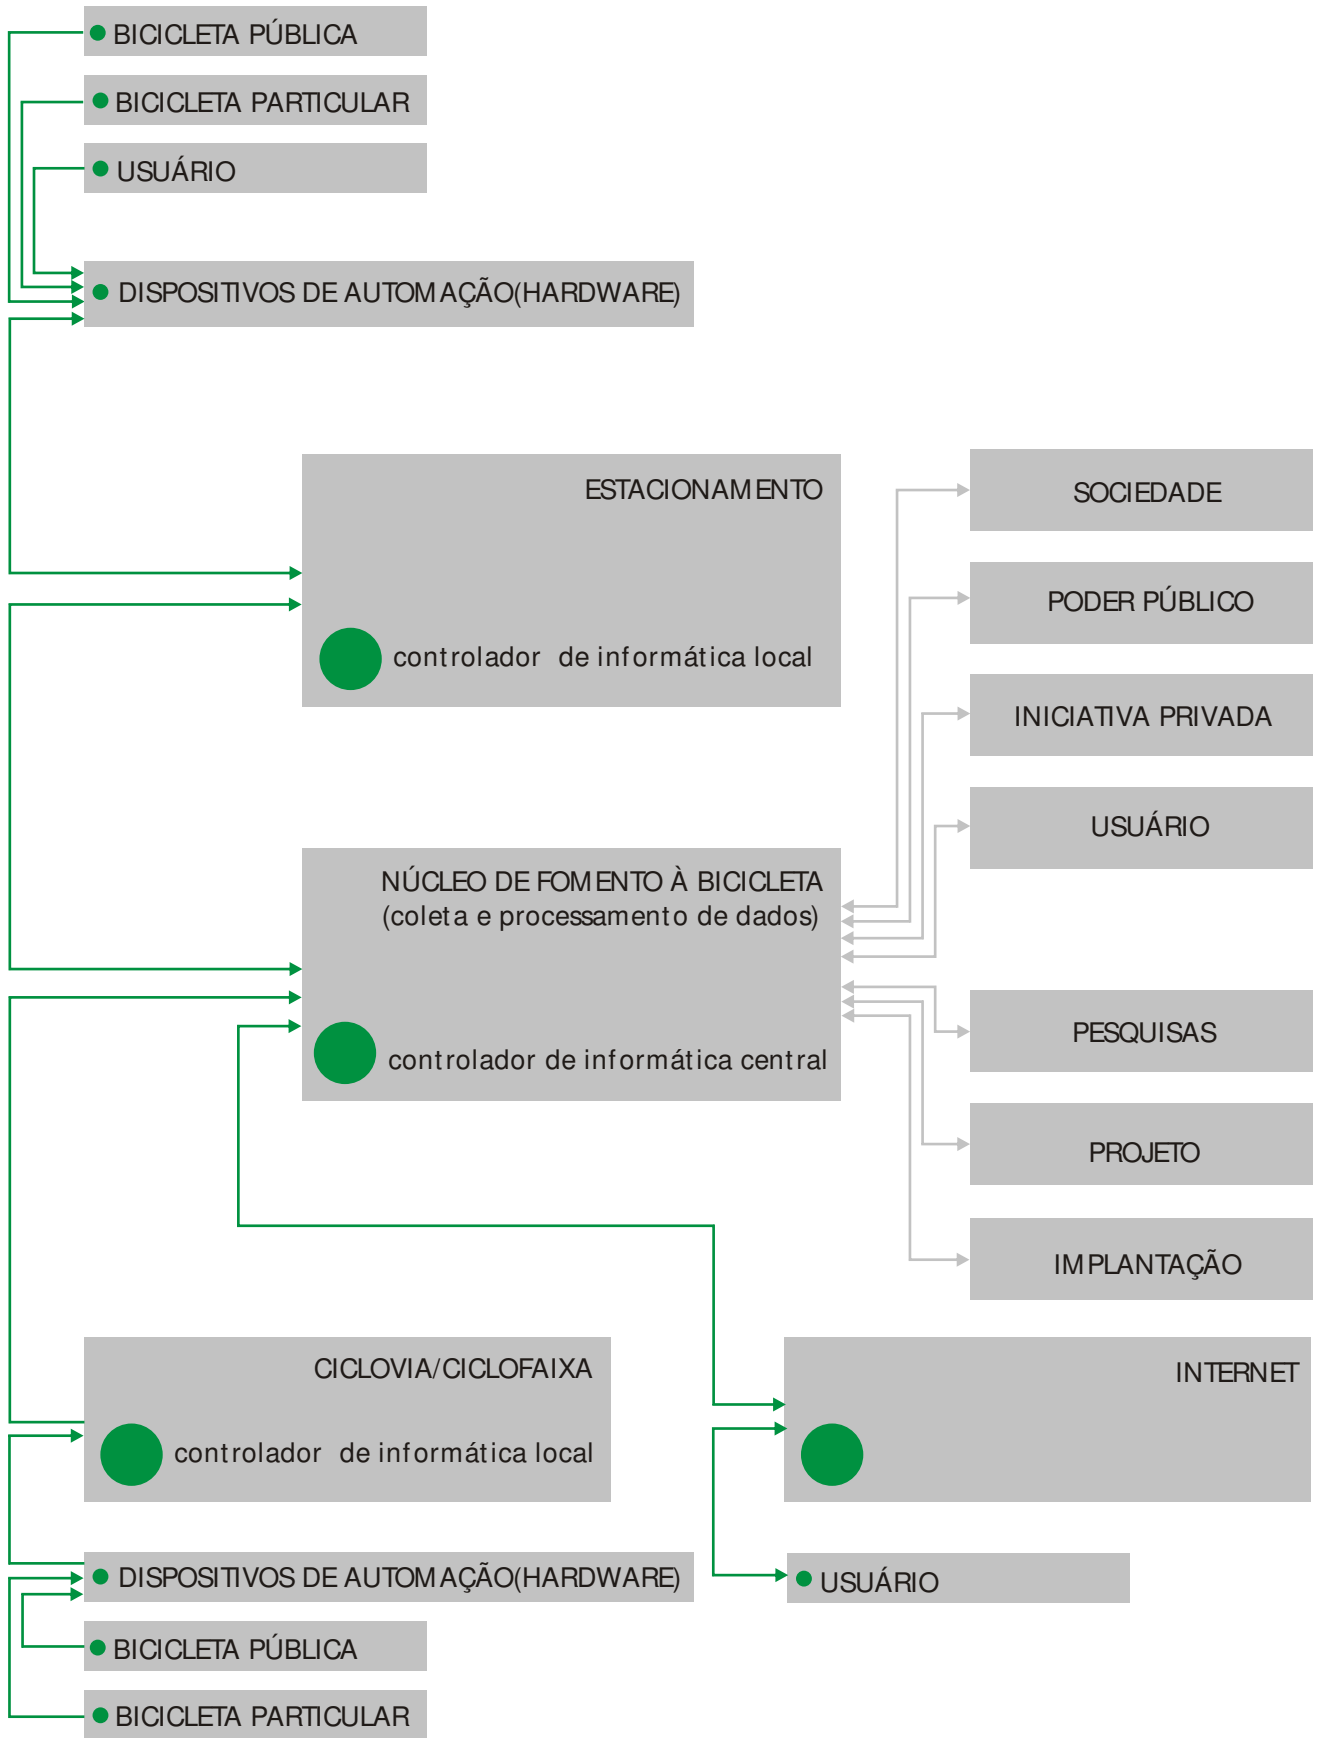 BICICLETA PÚBLICA
BICICLETA PARTICULAR
USUÁRIO
DISPOSITIVOS DE AUTOMAÇÃO(HARDWARE)
ESTACIONAMENTO
controlador de informática local
SOCIEDADE
PODER PÚBLICO
INICIATIVA PRIVADA
USUÁRIO
NÚCLEO DE FOMENTO À BICICLETA
(coleta e processamento de dados)
controlador de informática central
PESQUISAS
PROJETO
IMPLANTAÇÃO
CICLOVIA/CICLOFAIXA
controlador de informática local
INTERNET
DISPOSITIVOS DE AUTOMAÇÃO(HARDWARE)
USUÁRIO
BICICLETA PÚBLICA
BICICLETA PARTICULAR